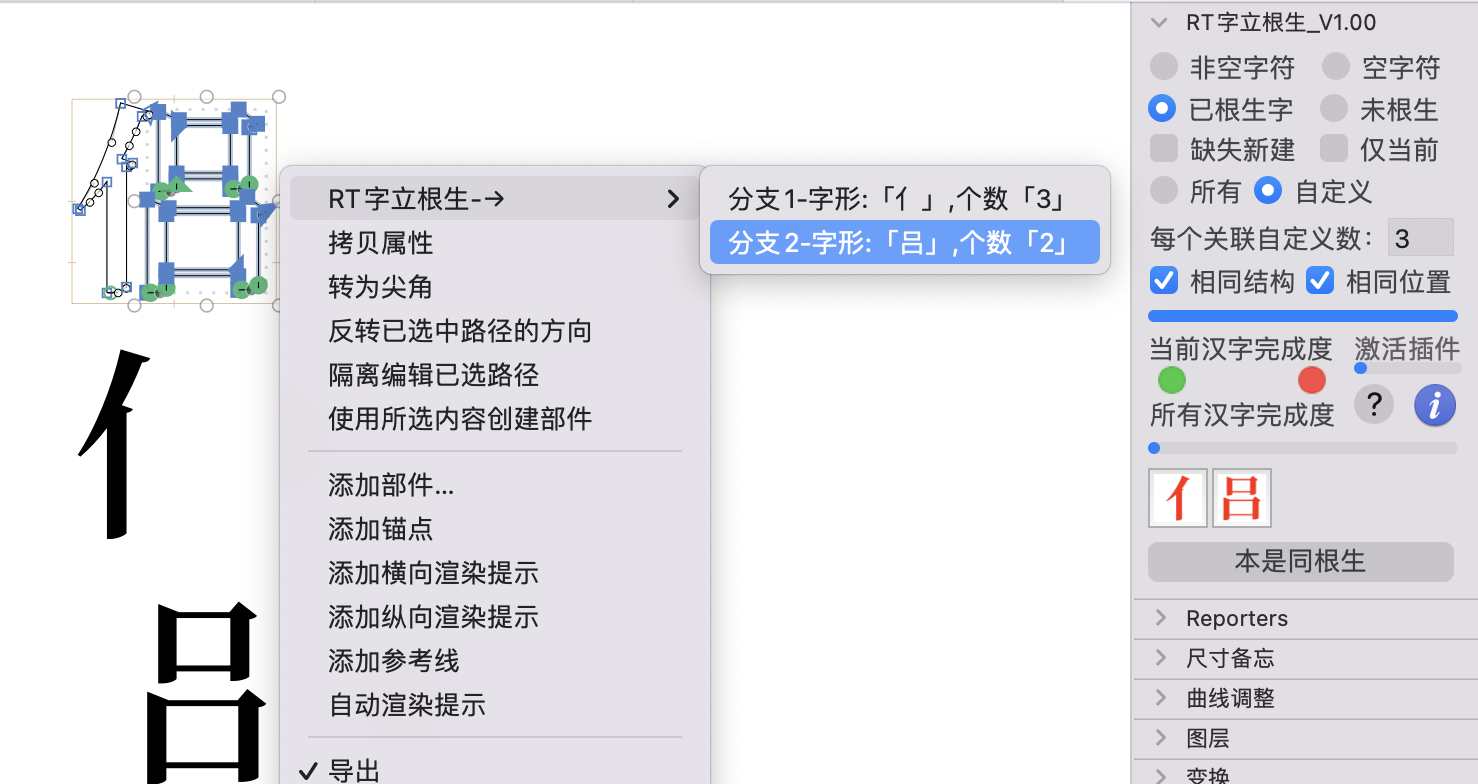 侣
亻
吕
RT字立根生-→
拷贝属性
转为尖角
反转已选中路径的方向
隔离编辑已选路径
使用所选内容创建部件
添加部件...
添加锚点
添加横向渲染提示
添加纵向渲染提示
添加参考线
自动渲染提示
✓ 导出
分支1-字形:「亻」,个数「3」
分支2-字形:「吕」,个数「2」
RT字立根生_V1.00
非空字符 空字符
已根生字 未根生
缺失新建 仅当前
所有 自定义
每个关联自定义数: 3
相同结构 相同位置
当前汉字完成度 激活插件
所有汉字完成度 ? i
亻 吕
本是同根生
Reporters
尺寸备忘
曲线调整
图层
变换